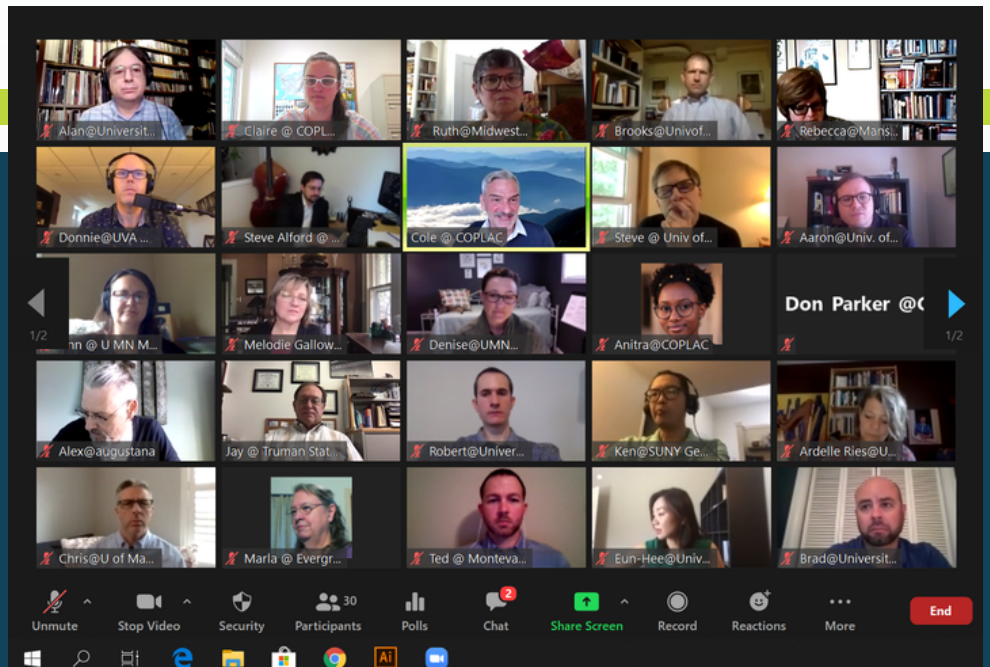 Alan@Universit...
Claire @ COPL...
Ruth@Midwest...
Brooks@Univof...
Rebecca@Mans...
Donnie@UVA ...
Steve Alford @ ...
Cole @ COPLAC
Steve @ Univ of...
Aaron@Univ. of...
nn @ U MN M...
Melodie Gallow...
Denise@UMN...
Anitra@COPLAC
Don Parker @C
1/2
1/2
Alex@augustana
Jay @ Truman Stat...
Robert@Univer...
Ken@SUNY Ge...
Ardelle Ries@U...
Chris@U of Ma...
Marla @ Evergr...
Ted @ Monteva...
Eun-Hee@Univ...
Brad@Universit...
Unmute
Stop Video
Security
30
Participants
Polls
2
Chat
Share Screen
Record
Reactions
More
End
Ai